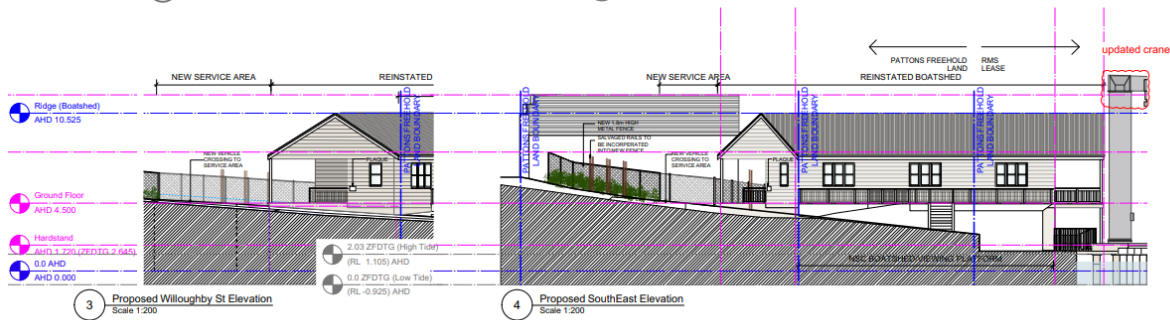 PATTONS FREEHOLD
LAND
RMS
LEASE
updated crane
NEW SERVICE AREA
REINSTATED
NEW SERVICE AREA
REINSTATED BOATSHED
Ridge (Boatshed)
AHD 10.525
PATTONS FREEHOLD
LAND BOUNDARY
PATTONS FREEHOLD
LAND BOUNDARY
PATTONS FREEHOLD
LAND BOUNDARY
PATTONS FREEHOLD
LAND BOUNDARY
NEW 1.8m HIGH
METAL FENCE
SALVAGED RAILS TO
BE INCORPORATED
INTO NEW FENCE
NEW VEHICLE
CROSSING TO
SERVICE AREA
PLAQUE
NEW VEHICLE
CROSSING TO
SERVICE AREA
PLAQUE
Ground Floor
AHD 4.500
Hardstand
AHD 1.720 (ZFDTG 2.645)
0.0 AHD
AHD 0.000
2.03 ZFDTG (High Tide)
(RL 1.105) AHD
0.0 ZFDTG (Low Tide)
(RL -0.925) AHD
NSC BOATSHED/VIEWING PLATFORM
3
Proposed Willoughby St Elevation
Scale 1:200
4
Proposed SouthEast Elevation
Scale 1:200